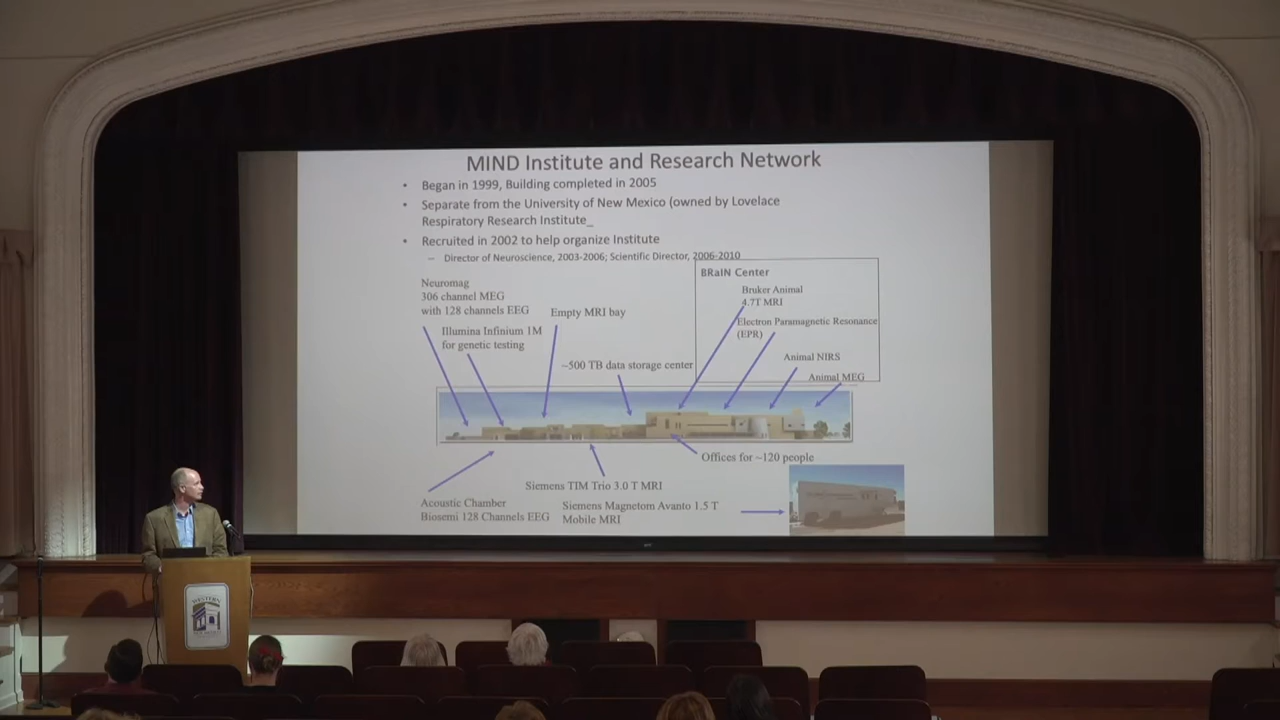 MIND Institute and Research Network
• Began in 1999, Building completed in 2005
• Separate from the University of New Mexico (owned by Lovelace
Respiratory Research Institute_
• Recruited in 2002 to help organize Institute
– Director of Neuroscience, 2003-2006; Scientific Director, 2006-2010
BRaIN Center
Neuromag
306 channel MEG
with 128 channels EEG
Bruker Animal
4.7T MRI
Empty MRI bay
Electron Paramagnetic Resonance
(EPR)
Illumina Infinium 1M
for genetic testing
Animal NIRS
~500 TB data storage center
Animal MEG
Offices for ~120 people
Siemens TIM Trio 3.0 T MRI
Acoustic Chamber
Biosemi 128 Channels EEG
Siemens Magnetom Avanto 1.5 T
Mobile MRI
WESTERN